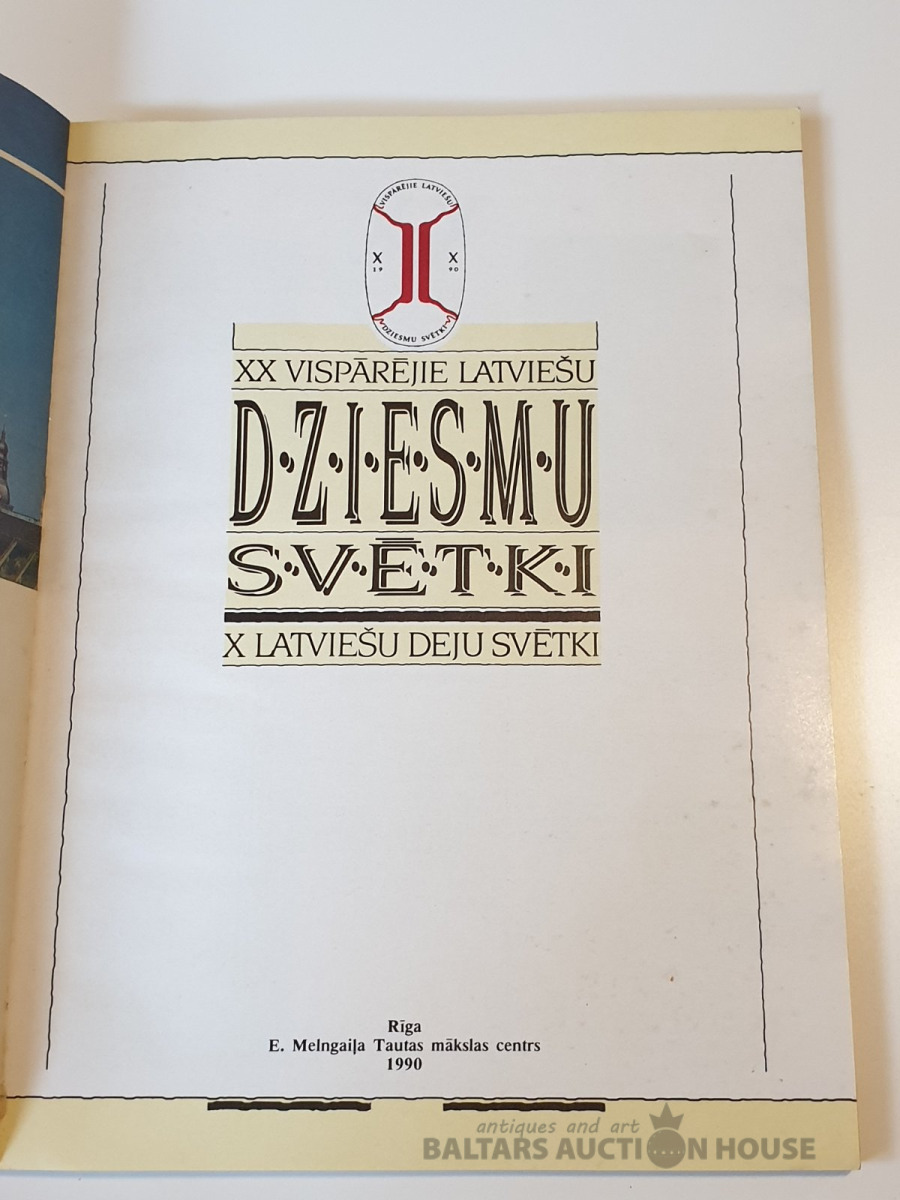 VISPĀRĒJIE LATVIEŠU
X X
19 90
DZIESMU SVĒTKI
XX VISPĀRĒJIE LATVIEŠU
D·Z·I·E·S·M·U
S·V·Ē·T·K·I
X LATVIEŠU DEJU SVĒTKI
Rīga
E. Melngaiļa Tautas mākslas centrs
1990
antiques and art
BALTARS AUCTION HOUSE